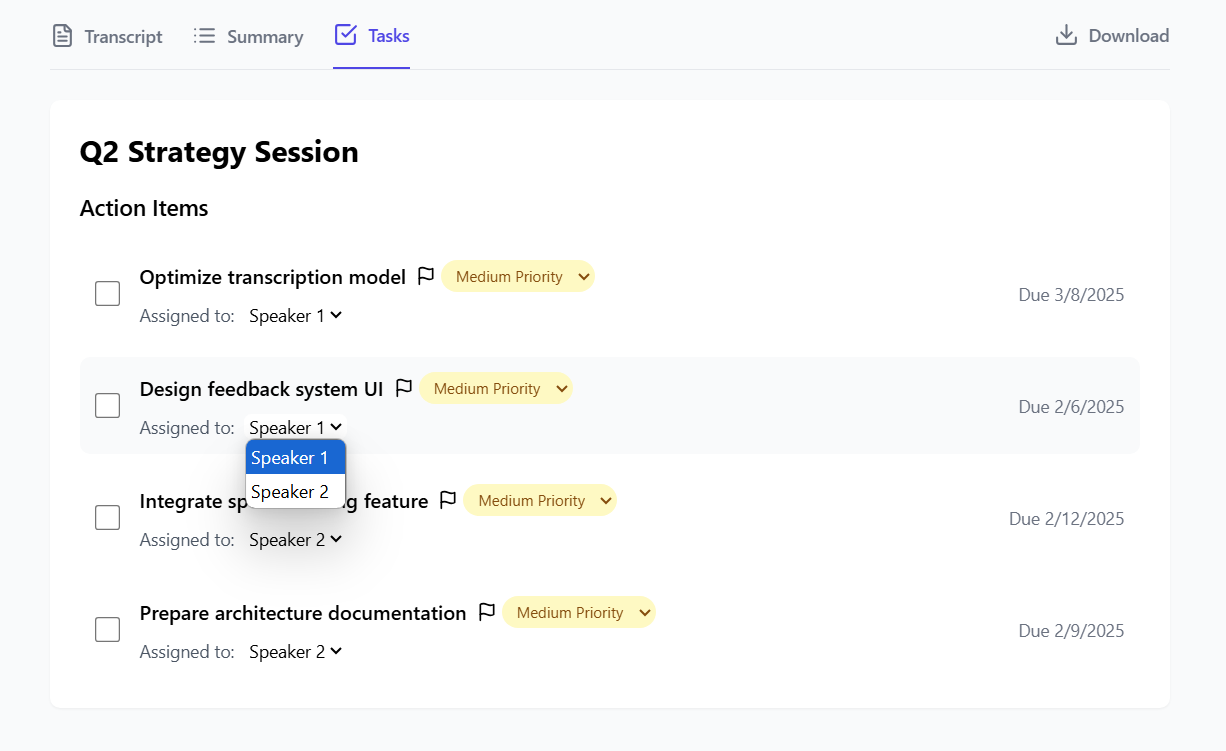 Transcript Summary Tasks Download
Q2 Strategy Session
Action Items
Optimize transcription model Medium Priority
Assigned to: Speaker 1
Due 3/8/2025
Design feedback system UI Medium Priority
Assigned to: Speaker 1
Due 2/6/2025
Speaker 1
Speaker 2
Integrate feature Medium Priority
Assigned to: Speaker 2
Due 2/12/2025
Prepare architecture documentation Medium Priority
Assigned to: Speaker 2
Due 2/9/2025